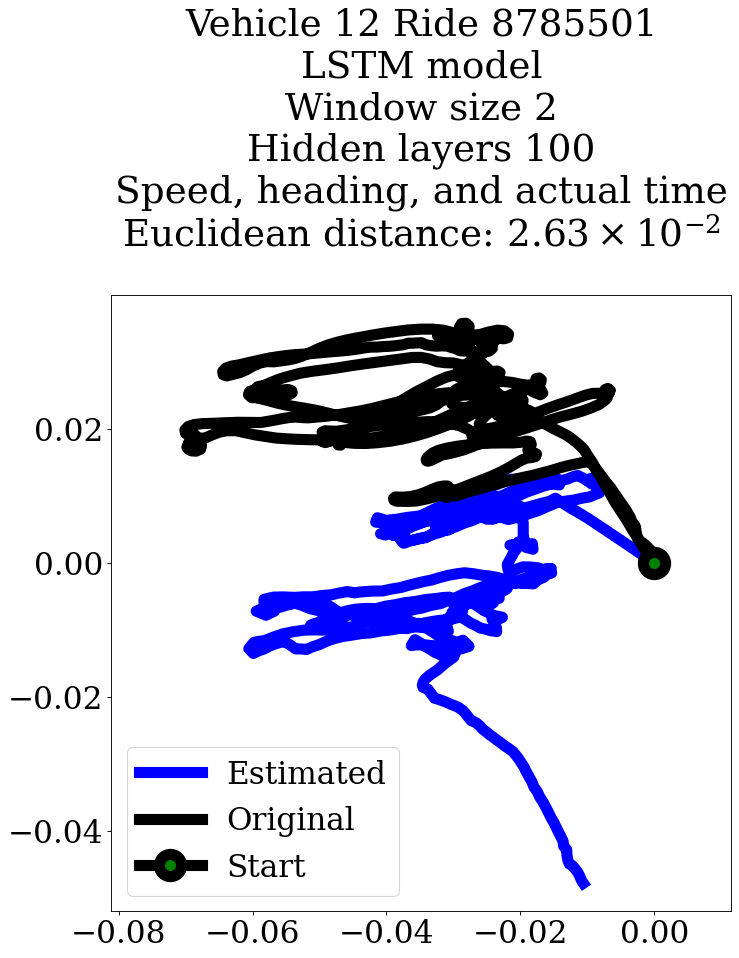 Vehicle 12 Ride 8785501
LSTM model
Window size 2
Hidden layers 100
Speed, heading, and actual time
Euclidean distance: 2.63 × 10⁻²
0.02
0.00
−0.02
−0.04
Estimated
Original
Start
−0.08 −0.06 −0.04 −0.02 0.00